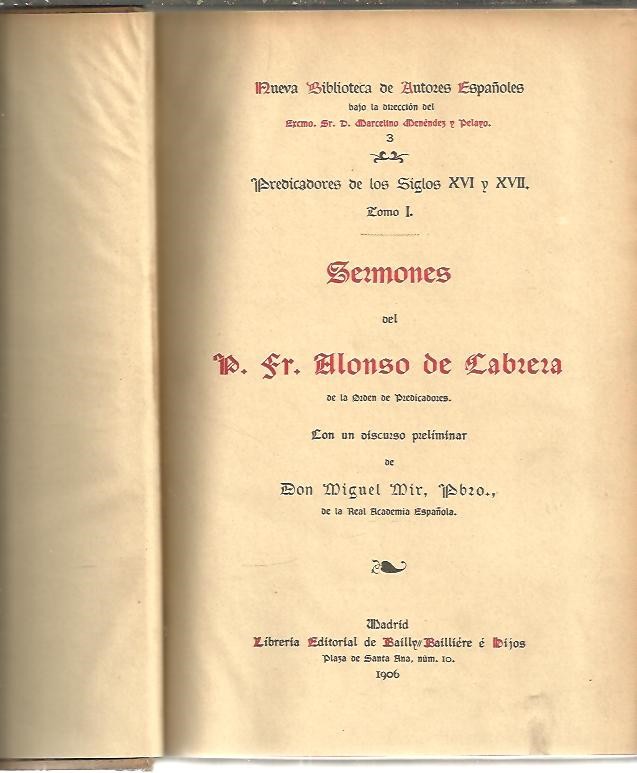 Nueva Biblioteca de Autores Españoles
bajo la dirección del
Excmo. Sr. D. Marcelino Menéndez y Pelayo.
3
Predicadores de los Siglos XVI y XVII.
Tomo I.
Sermones
del
P. Fr. Alonso de Cabrera
de la Orden de Predicadores.
Con un discurso preliminar
de
Don Miguel Mir, Pbro.,
de la Real Academia Española.
Madrid
Librería Editorial de Bailly//Bailliére é Hijos
Plaza de Santa Ana, núm. 10.
1906